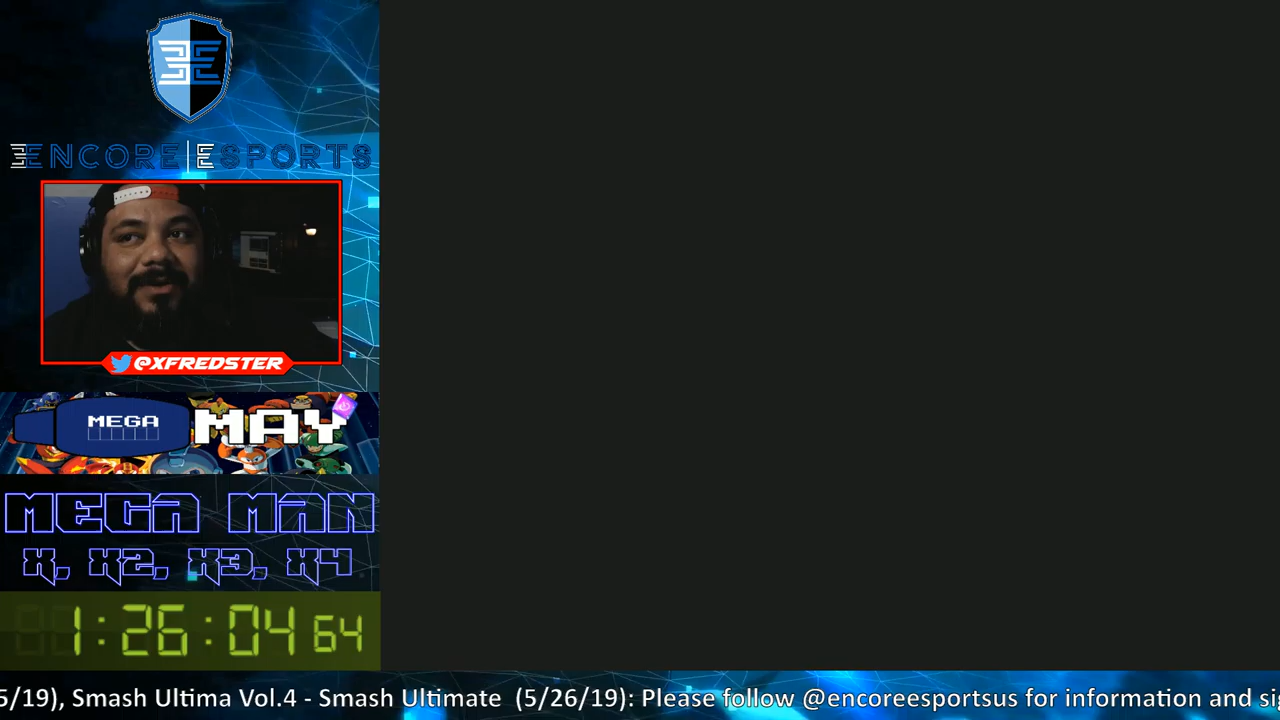 ENCORE|ESPORTS
@XFREDSTER
MEGA MAY
MEGA MAN
X, X2, X3, X4
1:26:04 64
5/19), Smash Ultima Vol.4 - Smash Ultimate (5/26/19): Please follow @encoreesportsus for information and si